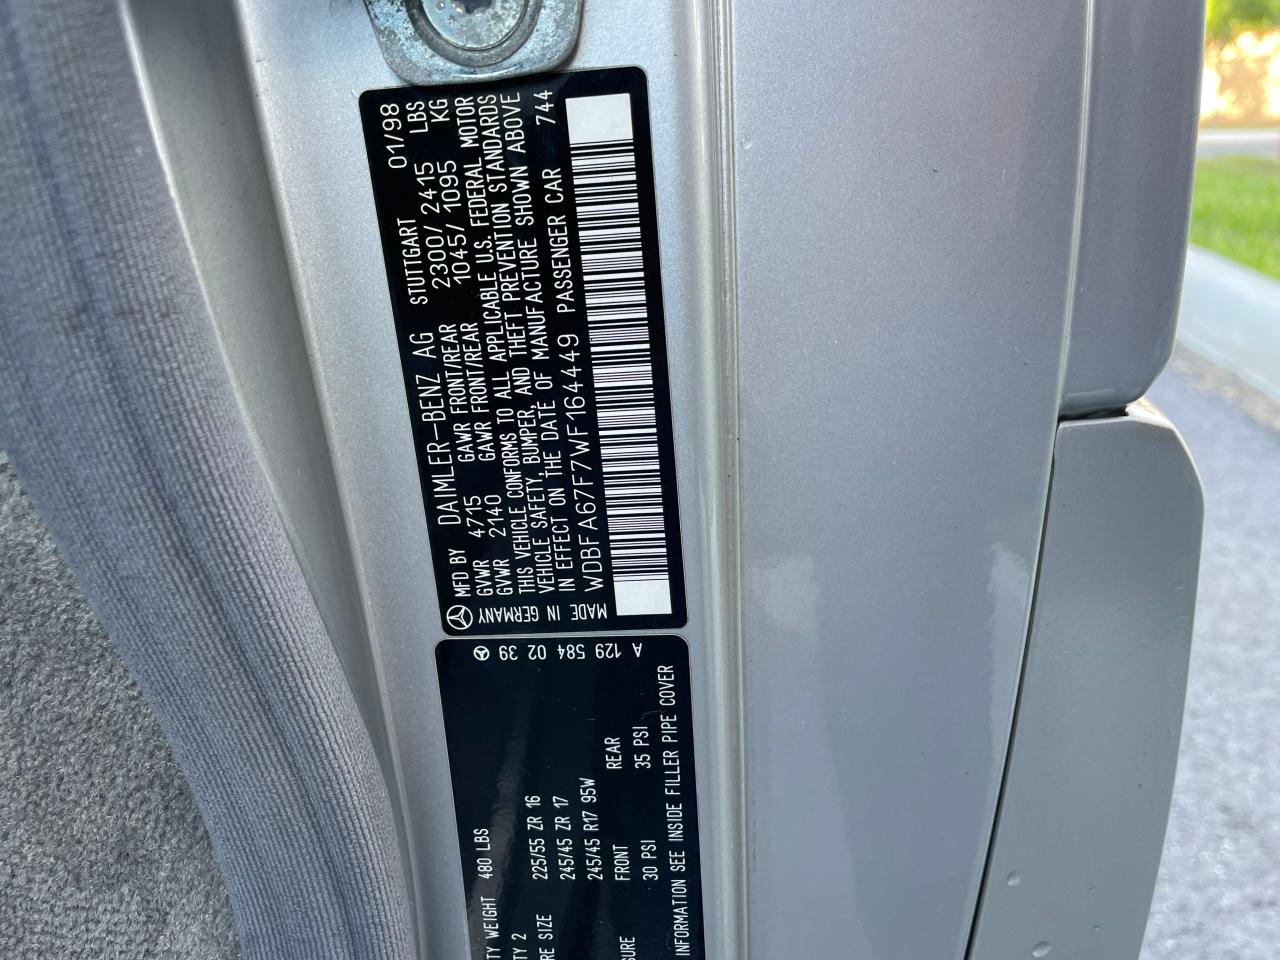 MFD BY DAIMLER-BENZ AG STUTTGART 01/98
GVWR 4715 GAWR FRONT/REAR 2300/ 2415 LBS
GVWR 2140 GAWR FRONT/REAR 1045/ 1095 KG
THIS VEHICLE CONFORMS TO ALL APPLICABLE U.S. FEDERAL MOTOR
VEHICLE SAFETY, BUMPER, AND THEFT PREVENTION STANDARDS
IN EFFECT ON THE DATE OF MANUFACTURE SHOWN ABOVE
WDBFA67F7WF164449 PASSENGER CAR 744
MADE IN GERMANY
A 129 584 02 39
TY WEIGHT 480 LBS
TY 2
RE SIZE 225/55 ZR 16
245/45 ZR 17
245/45 R17 95W
FRONT REAR
SURE 30 PSI 35 PSI
INFORMATION SEE INSIDE FILLER PIPE COVER